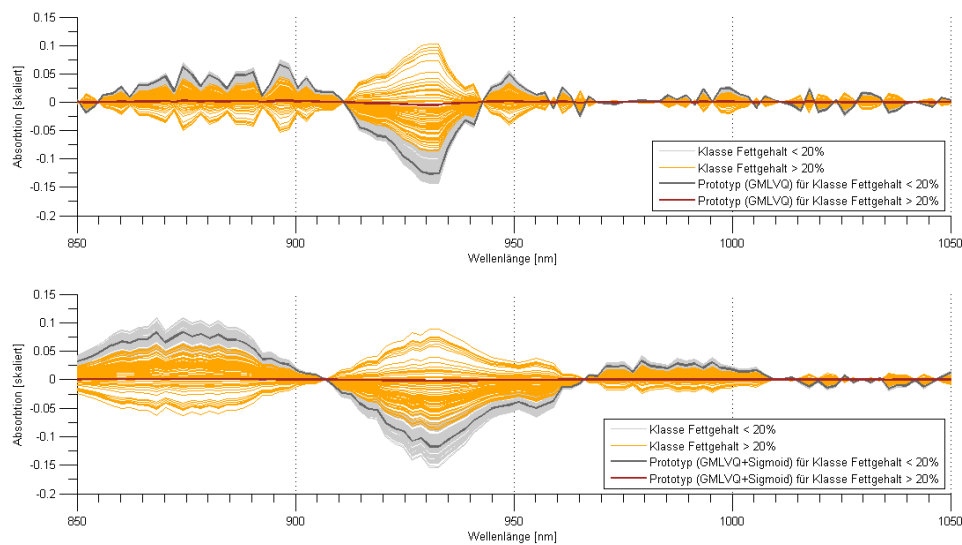 0.15
0.1
0.05
0
-0.05
-0.1
-0.15
-0.2
Absorbtion [skaliert]
Klasse Fettgehalt < 20%
Klasse Fettgehalt > 20%
Prototyp (GMLVQ) für Klasse Fettgehalt < 20%
Prototyp (GMLVQ) für Klasse Fettgehalt > 20%
850
900
950
1000
1050
Wellenlänge [nm]
0.15
0.1
0.05
0
-0.05
-0.1
-0.15
-0.2
Absorbtion [skaliert]
Klasse Fettgehalt < 20%
Klasse Fettgehalt > 20%
Prototyp (GMLVQ+Sigmoid) für Klasse Fettgehalt < 20%
Prototyp (GMLVQ+Sigmoid) für Klasse Fettgehalt > 20%
850
900
950
1000
1050
Wellenlänge [nm]